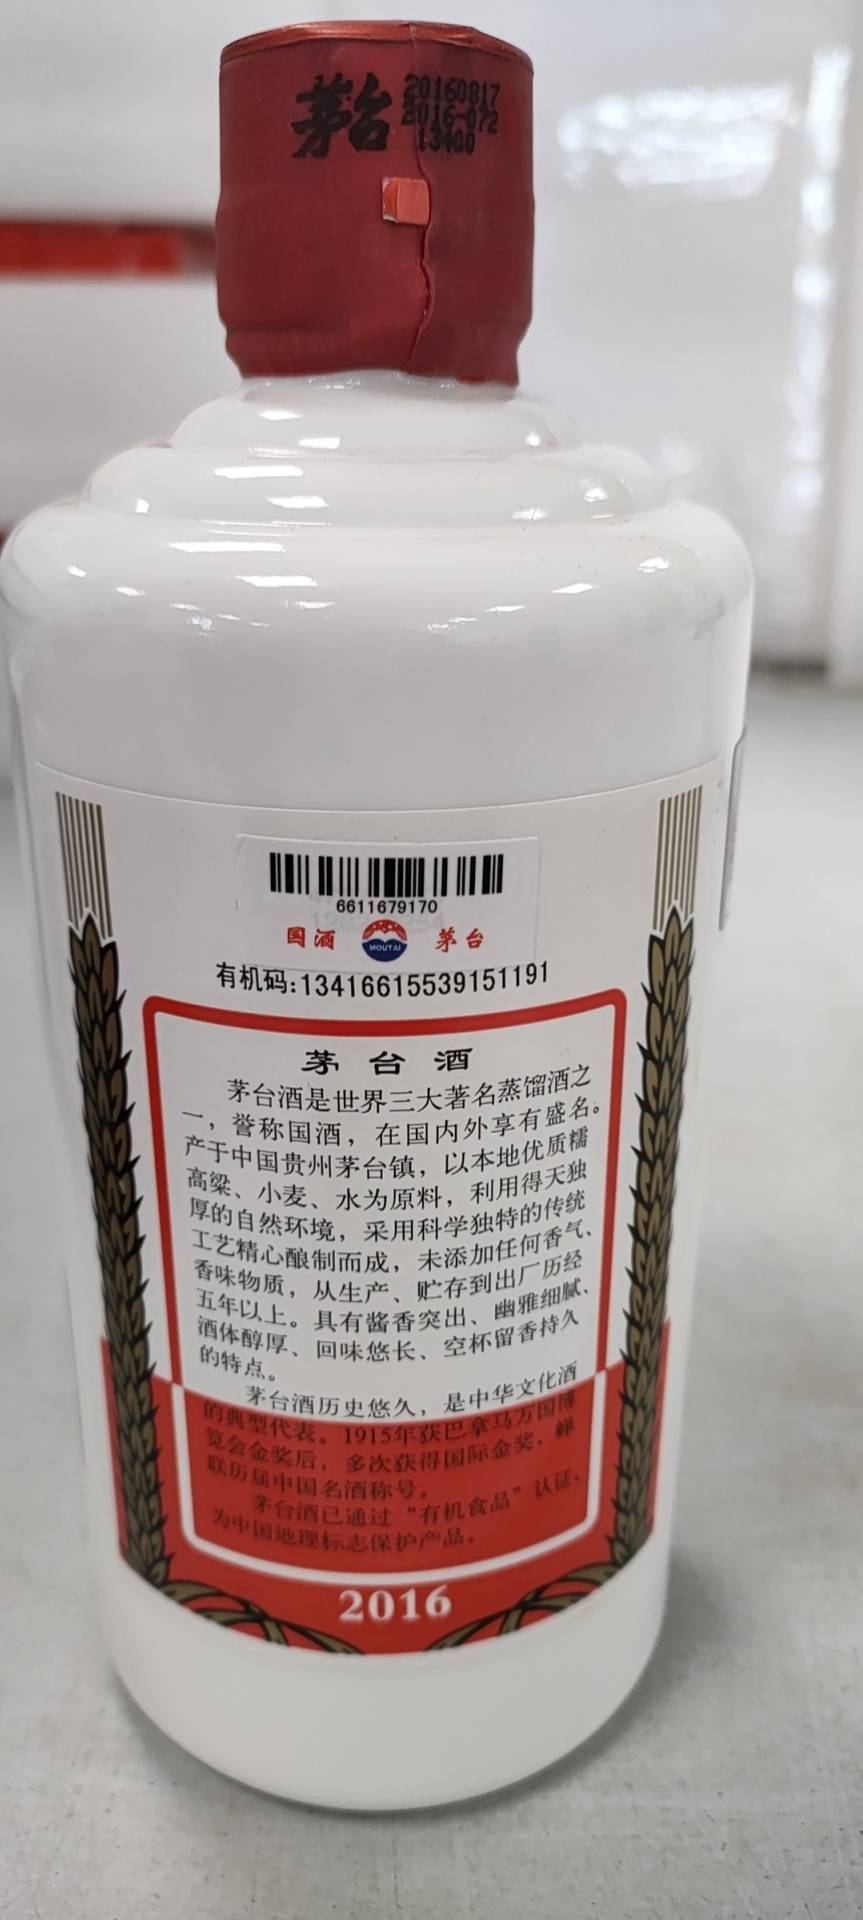 茅台
20160817
2016-072
13400
6611679170
国酒 MOUTAI 茅台
有机码:13416615539151191
茅台酒
茅台酒是世界三大著名蒸馏酒之
一，誉称国酒，在国内外享有盛名。
产于中国贵州茅台镇，以本地优质糯
高粱、小麦、水为原料，利用得天独
厚的自然环境，采用科学独特的传统
工艺精心酿制而成，未添加任何香气、
香味物质，从生产、贮存到出厂历经
五年以上。具有酱香突出、幽雅细腻、
酒体醇厚、回味悠长、空杯留香持久
的特点。
茅台酒历史悠久，是中华文化酒
的典型代表。1915年获巴拿马万国博
览会金奖后，多次获得国际金奖，蝉
联历届中国名酒称号。
茅台酒已通过“有机食品”认证，
为中国地理标志保护产品。
2016